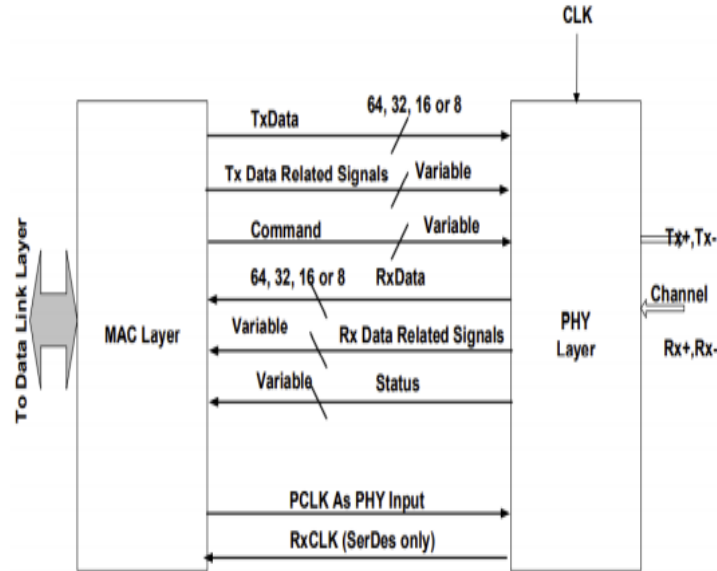 CLK
64, 32, 16 or 8
TxData
Tx Data Related Signals
Variable
Command
Variable
RxData
64, 32, 16 or 8
Variable
Rx Data Related Signals
Variable
Status
PCLK As PHY Input
RxCLK (SerDes only)
To Data Link Layer
MAC Layer
PHY
Layer
Tx+,Tx-
Channel
Rx+,Rx-